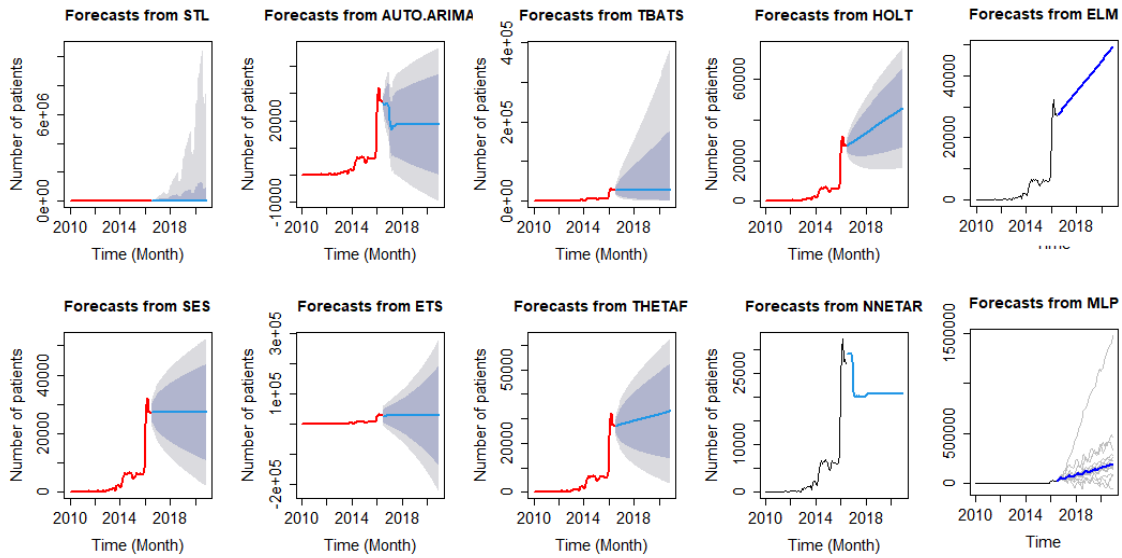 Forecasts from STL
Number of patients
0e+00
6e+06
2010 2014 2018
Time (Month)
Forecasts from AUTO.ARIMA
Number of patients
-10000
20000
2010 2014 2018
Time (Month)
Forecasts from TBATS
Number of patients
0e+00
2e+05
4e+05
2010 2014 2018
Time (Month)
Forecasts from HOLT
Number of patients
0
20000
40000
60000
2010 2014 2018
Time (Month)
Forecasts from ELM
0
20000
40000
2010 2014 2018
Time
Forecasts from SES
Number of patients
0
20000
40000
2010 2014 2018
Time (Month)
Forecasts from ETS
Number of patients
-2e+05
1e+05
3e+05
2010 2014 2018
Time (Month)
Forecasts from THETAF
Number of patients
0
20000
50000
2010 2014 2018
Time (Month)
Forecasts from NNETAR
Number of patients
0
10000
25000
2010 2014 2018
Time (Month)
Forecasts from MLP
0
500000
1500000
2010 2014 2018
Time